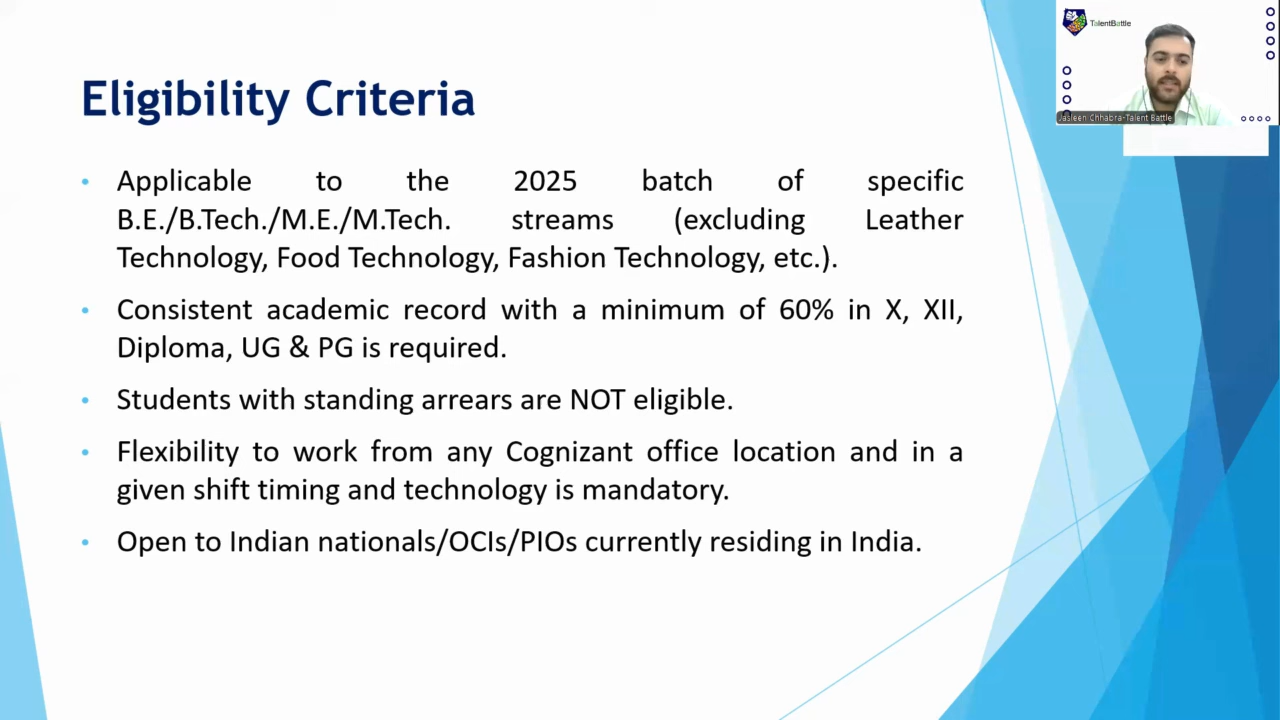 Eligibility Criteria
• Applicable to the 2025 batch of specific
B.E./B.Tech./M.E./M.Tech. streams (excluding Leather
Technology, Food Technology, Fashion Technology, etc.).
• Consistent academic record with a minimum of 60% in X, XII,
Diploma, UG & PG is required.
• Students with standing arrears are NOT eligible.
• Flexibility to work from any Cognizant office location and in a
given shift timing and technology is mandatory.
• Open to Indian nationals/OCIs/PIOs currently residing in India.
TalentBattle
Jasleen Chhabra-Talent Battle